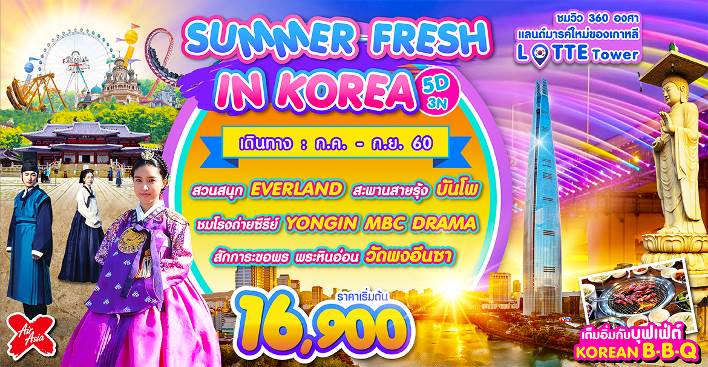 SUMMER FRESH
IN KOREA
5D
3N
ชมวิว 360 องศา
แลนด์มาร์คใหม่ของเกาหลี
LOTTE Tower
เดินทาง : ก.ค. - ก.ย. 60
สวนสนุก EVERLAND สะพานสายรุ้ง บันโพ
ชมโรงถ่ายซีรีย์ YONGIN MBC DRAMA
สักการะขอพร พระหินอ่อน วัดพงอึนซา
ราคาเริ่มต้น
16,900
Air Asia X
เต็มอิ่มกับบุฟเฟ่ต์
KOREAN B-B-Q